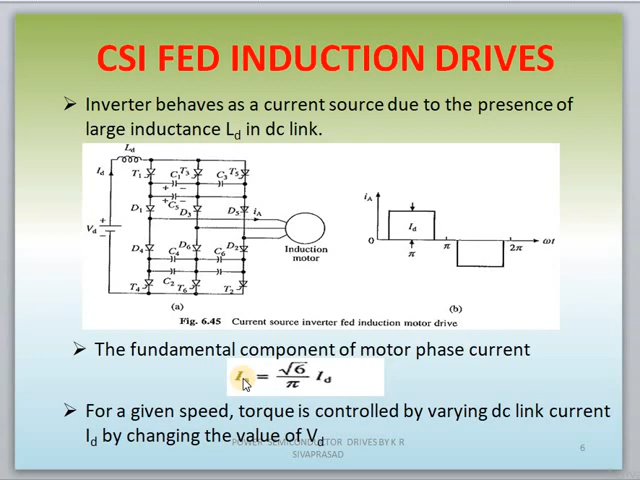 CSI FED INDUCTION DRIVES
➢ Inverter behaves as a current source due to the presence of
large inductance Ld in dc link.
Ld
Id
T1 C1 T3 C3 T5
+ −
+ −
C5
D1 D3 D5 iA
Vd
+
−
D4 C4 D6 C6 D2
Induction
motor
C2
T4 T6 T2
(a)
iA
Id
0 π π 2π ωt
(b)
Fig. 6.45 Current source inverter fed induction motor drive
➢ The fundamental component of motor phase current
= √6/π Id
➢ For a given speed, torque is controlled by varying dc link current
Id by changing the value of Vd
POWER SEMICONDUCTOR DRIVES BY K R
SIVAPRASAD
6